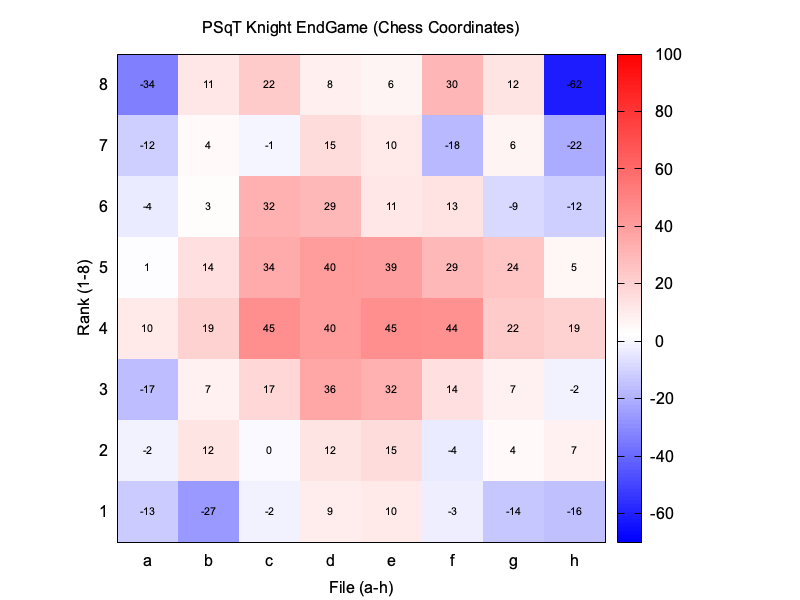 PSqT Knight EndGame (Chess Coordinates)
100
8 -34 11 22 8 6 30 12 -62
80
7 -12 4 -1 15 10 -18 6 -22
60
6 -4 3 32 29 11 13 -9 -12
40
5 1 14 34 40 39 29 24 5
20
Rank (1-8)
4 10 19 45 40 45 44 22 19
0
3 -17 7 17 36 32 14 7 -2
-20
2 -2 12 0 12 15 -4 4 7
-40
1 -13 -27 -2 9 10 -3 -14 -16
-60
a b c d e f g h
File (a-h)